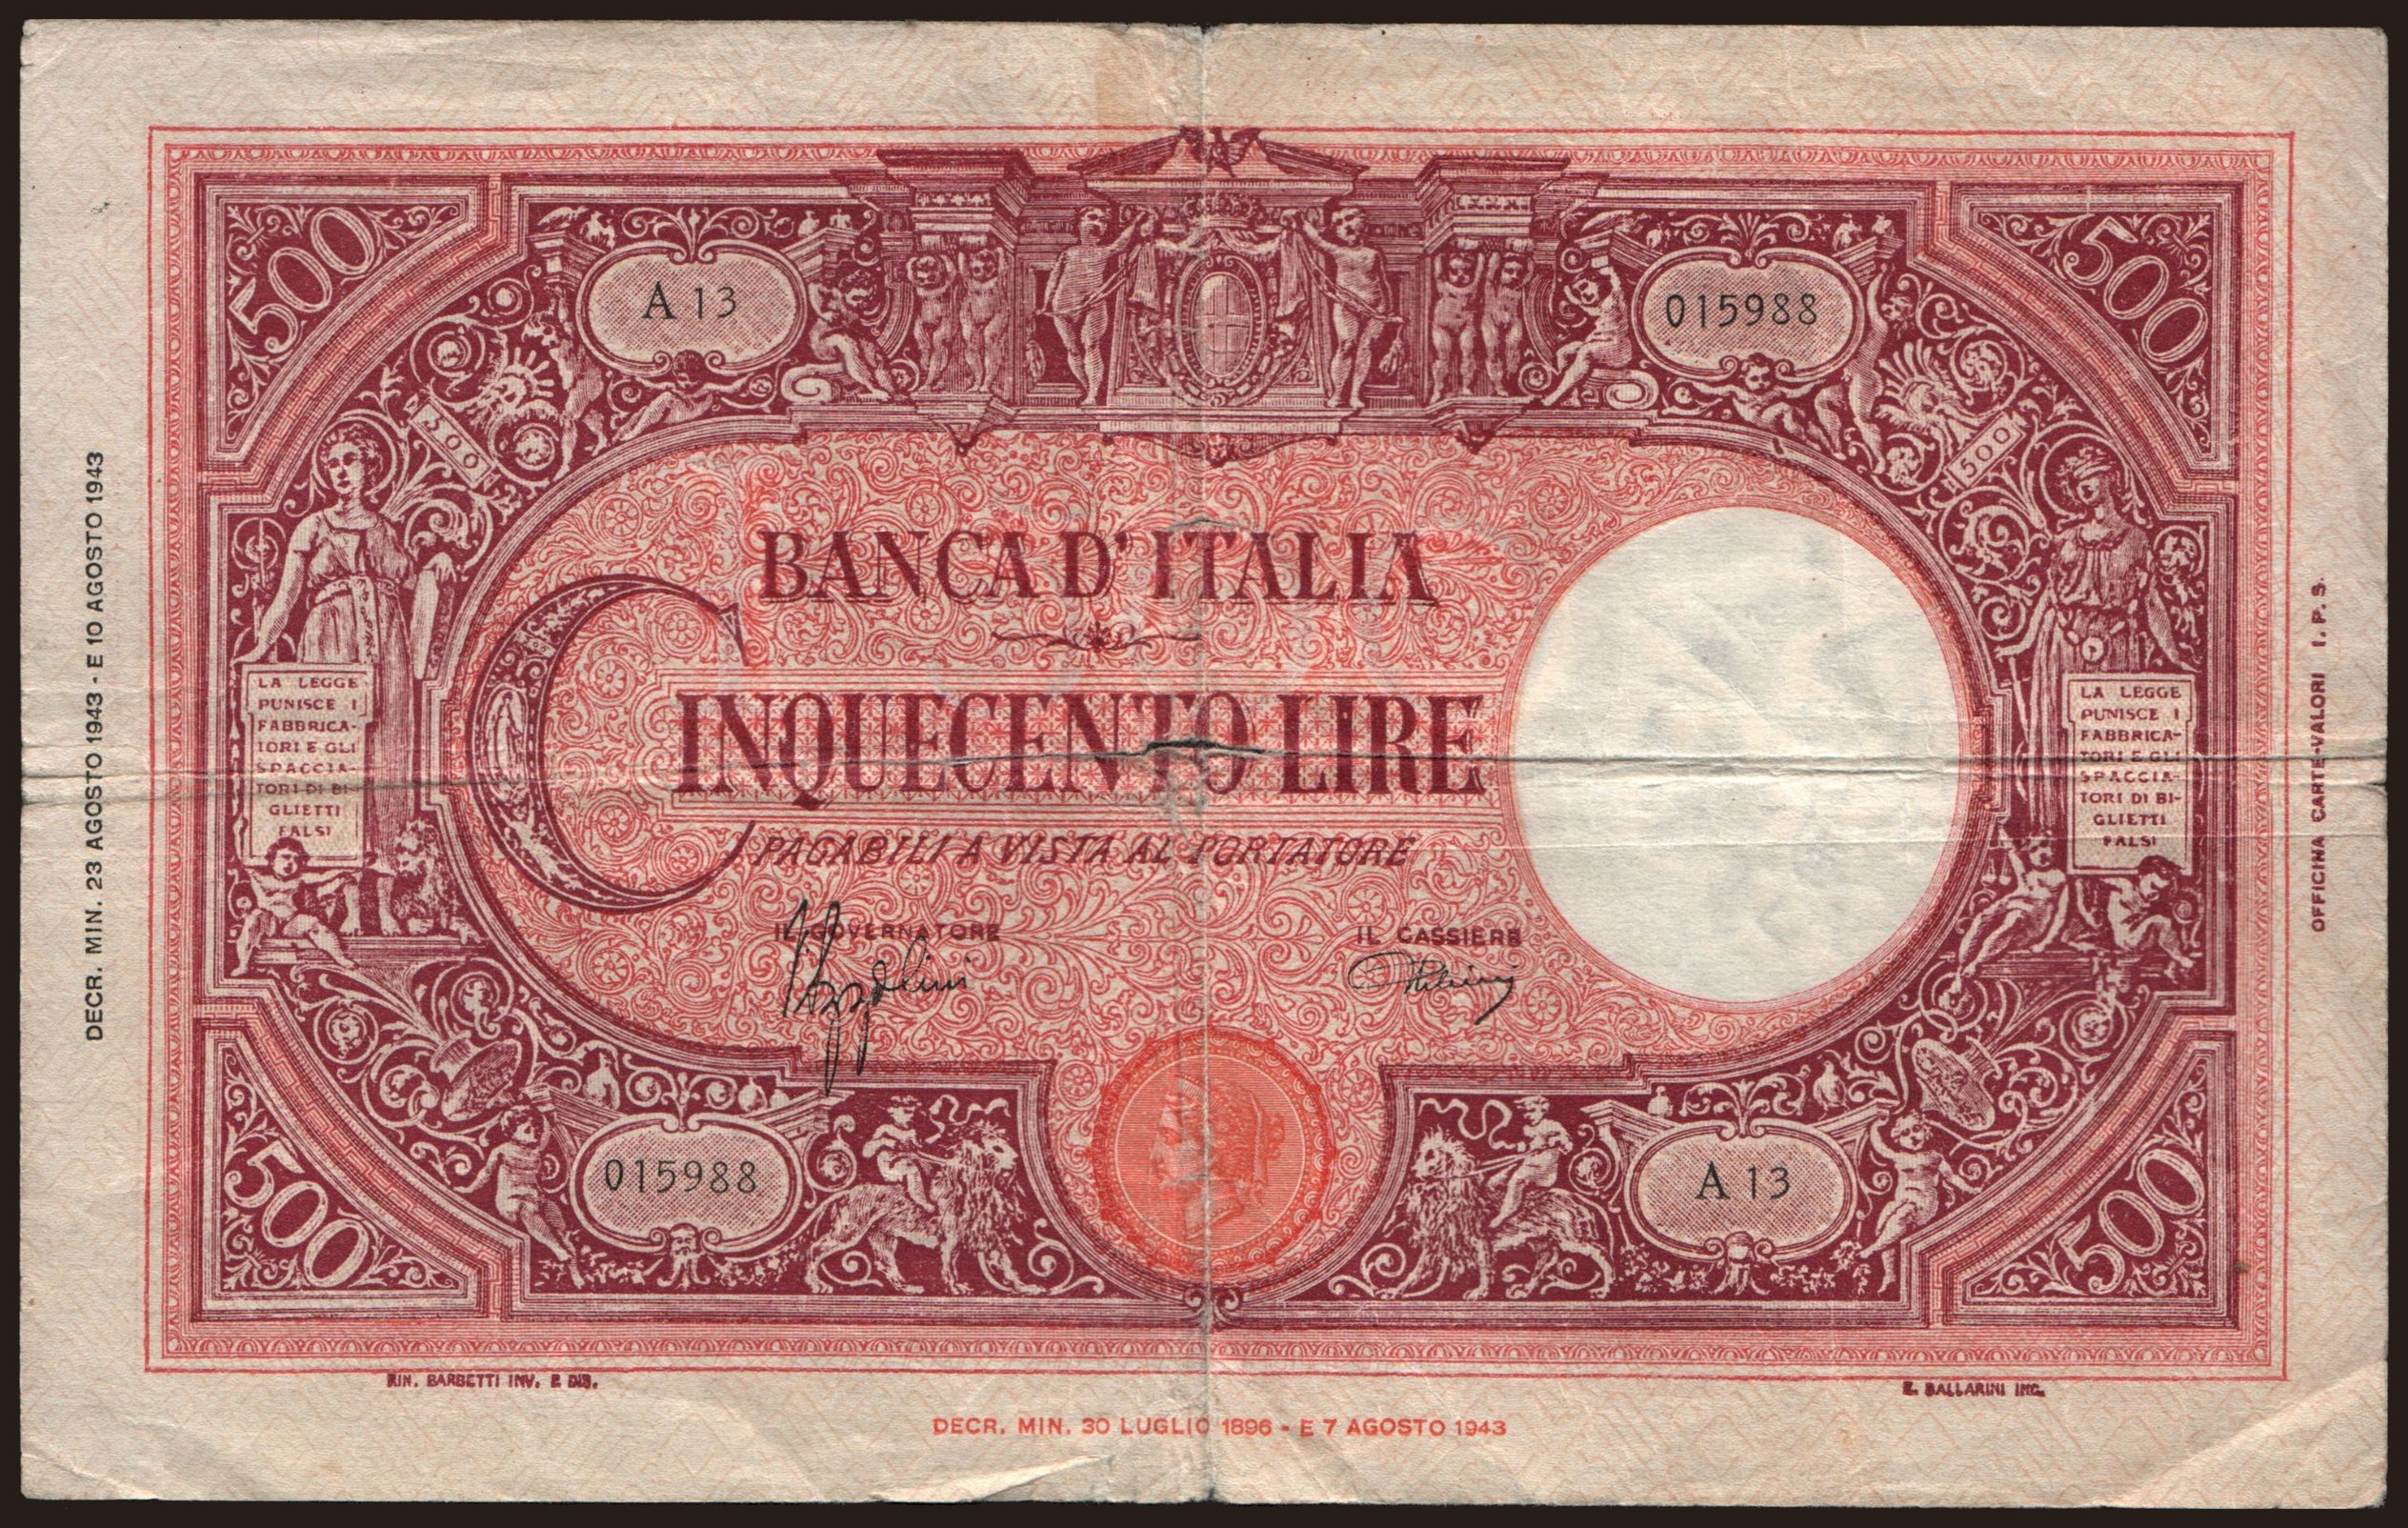 500
A 13
015988
500
500
500
BANCA D'ITALIA
CINQUECENTO LIRE
PAGABILI A VISTA AL PORTATORE
IL GOVERNATORE
IL CASSIERE
LA LEGGE
PUNISCE I
FABBRICA-
TORI E GLI
SPACCIA-
TORI DI BI-
GLIETTI
FALSI
LA LEGGE
PUNISCE I
FABBRICA-
TORI E GLI
SPACCIA-
TORI DI BI-
GLIETTI
FALSI
DECR. MIN. 23 AGOSTO 1943 - E 10 AGOSTO 1943
OFFICINA CARTE-VALORI I. P. S.
500
015988
A 13
500
RIN. BARBETTI INV. E DIS.
E. BALLARINI INC.
DECR. MIN. 30 LUGLIO 1896 - E 7 AGOSTO 1943